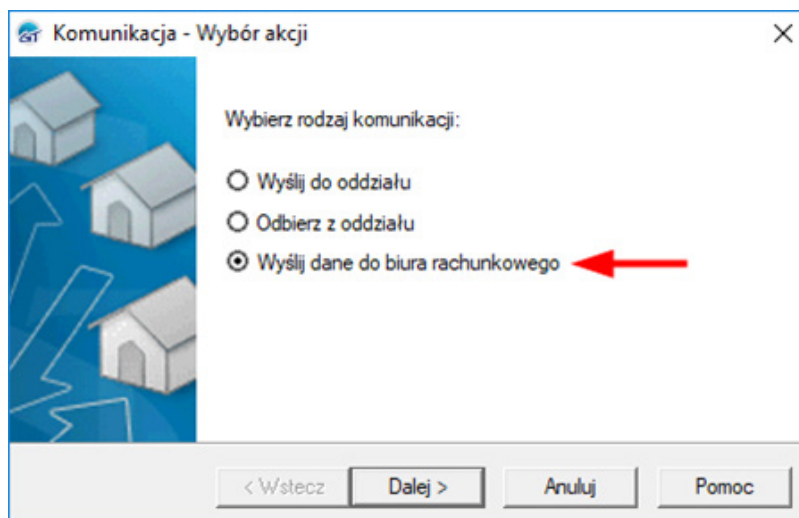 Komunikacja - Wybór akcji
Wybierz rodzaj komunikacji:
Wyślij do oddziału
Odbierz z oddziału
Wyślij dane do biura rachunkowego
< Wstecz Dalej > Anuluj Pomoc